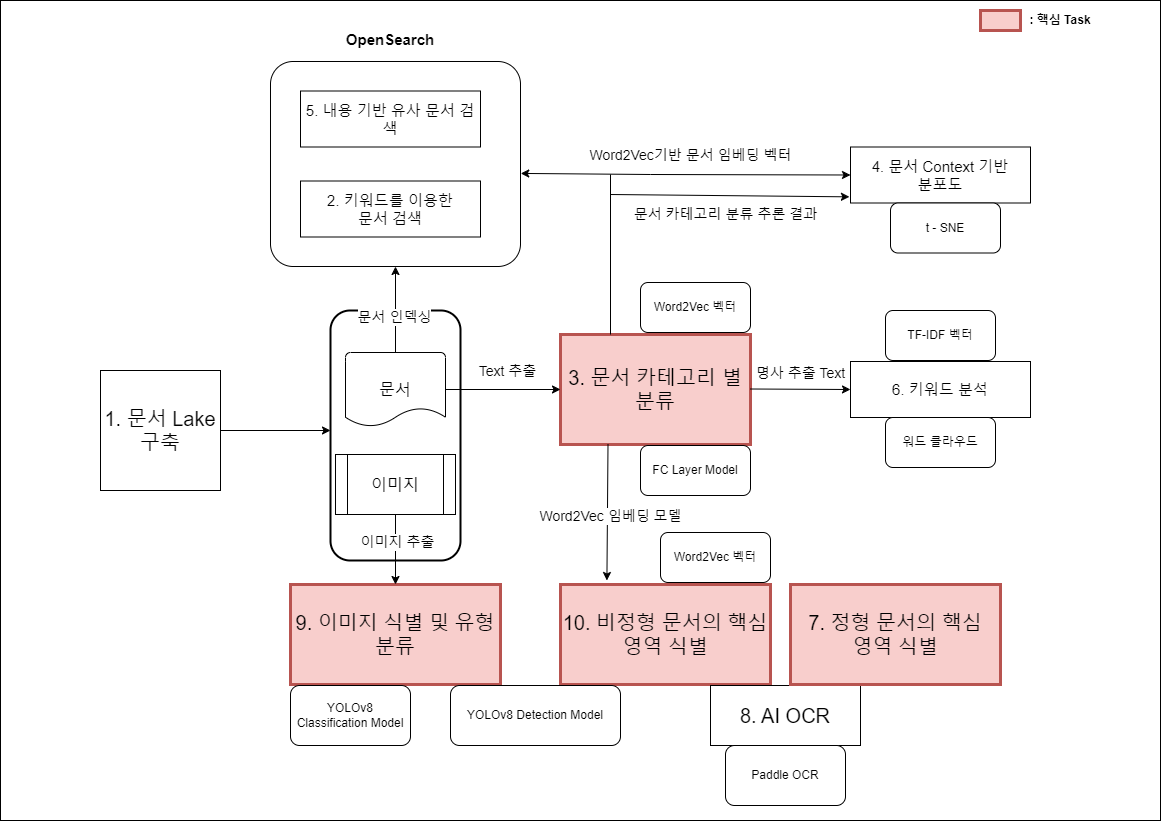 : 핵심 Task
OpenSearch
5. 내용 기반 유사 문서 검
색
2. 키워드를 이용한
문서 검색
Word2Vec기반 문서 임베딩 벡터
4. 문서 Context 기반
분포도
문서 카테고리 분류 추론 결과
t - SNE
문서 인덱싱
Word2Vec 벡터
TF-IDF 벡터
1. 문서 Lake
구축
문서
Text 추출
3. 문서 카테고리 별
분류
명사 추출 Text
6. 키워드 분석
워드 클라우드
이미지
FC Layer Model
이미지 추출
Word2Vec 임베딩 모델
Word2Vec 벡터
9. 이미지 식별 및 유형
분류
10. 비정형 문서의 핵심
영역 식별
7. 정형 문서의 핵심
영역 식별
YOLOv8
Classification Model
YOLOv8 Detection Model
8. AI OCR
Paddle OCR